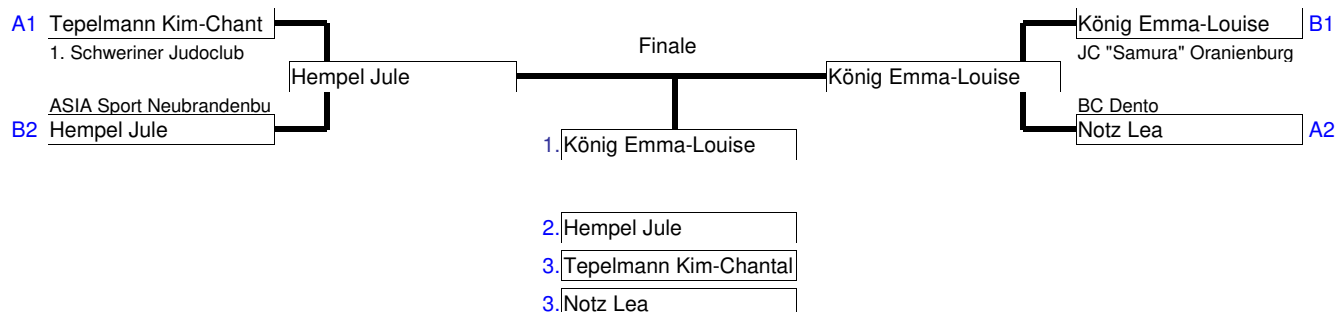 A1 Tepelmann Kim-Chant
1. Schweriner Judoclub
Hempel Jule
ASIA Sport Neubrandenbu
B2 Hempel Jule
Finale
König Emma-Louise B1
JC "Samura" Oranienburg
König Emma-Louise
BC Dento
Notz Lea A2
1. König Emma-Louise
2. Hempel Jule
3. Tepelmann Kim-Chantal
3. Notz Lea